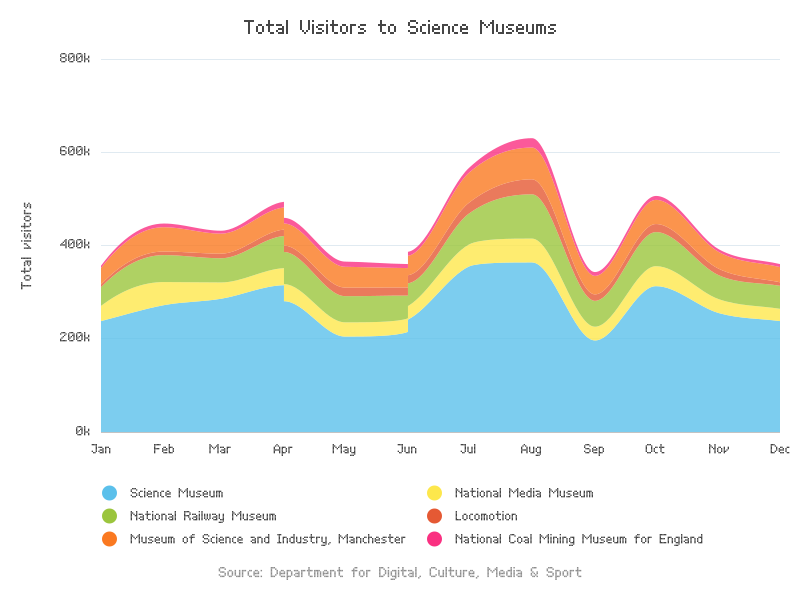 Total Visitors to Science Museums
800k
600k
400k
200k
0k
Total visitors
Jan Feb Mar Apr May Jun Jul Aug Sep Oct Nov Dec
Science Museum
National Media Museum
National Railway Museum
Locomotion
Museum of Science and Industry, Manchester
National Coal Mining Museum for England
Source: Department for Digital, Culture, Media & Sport